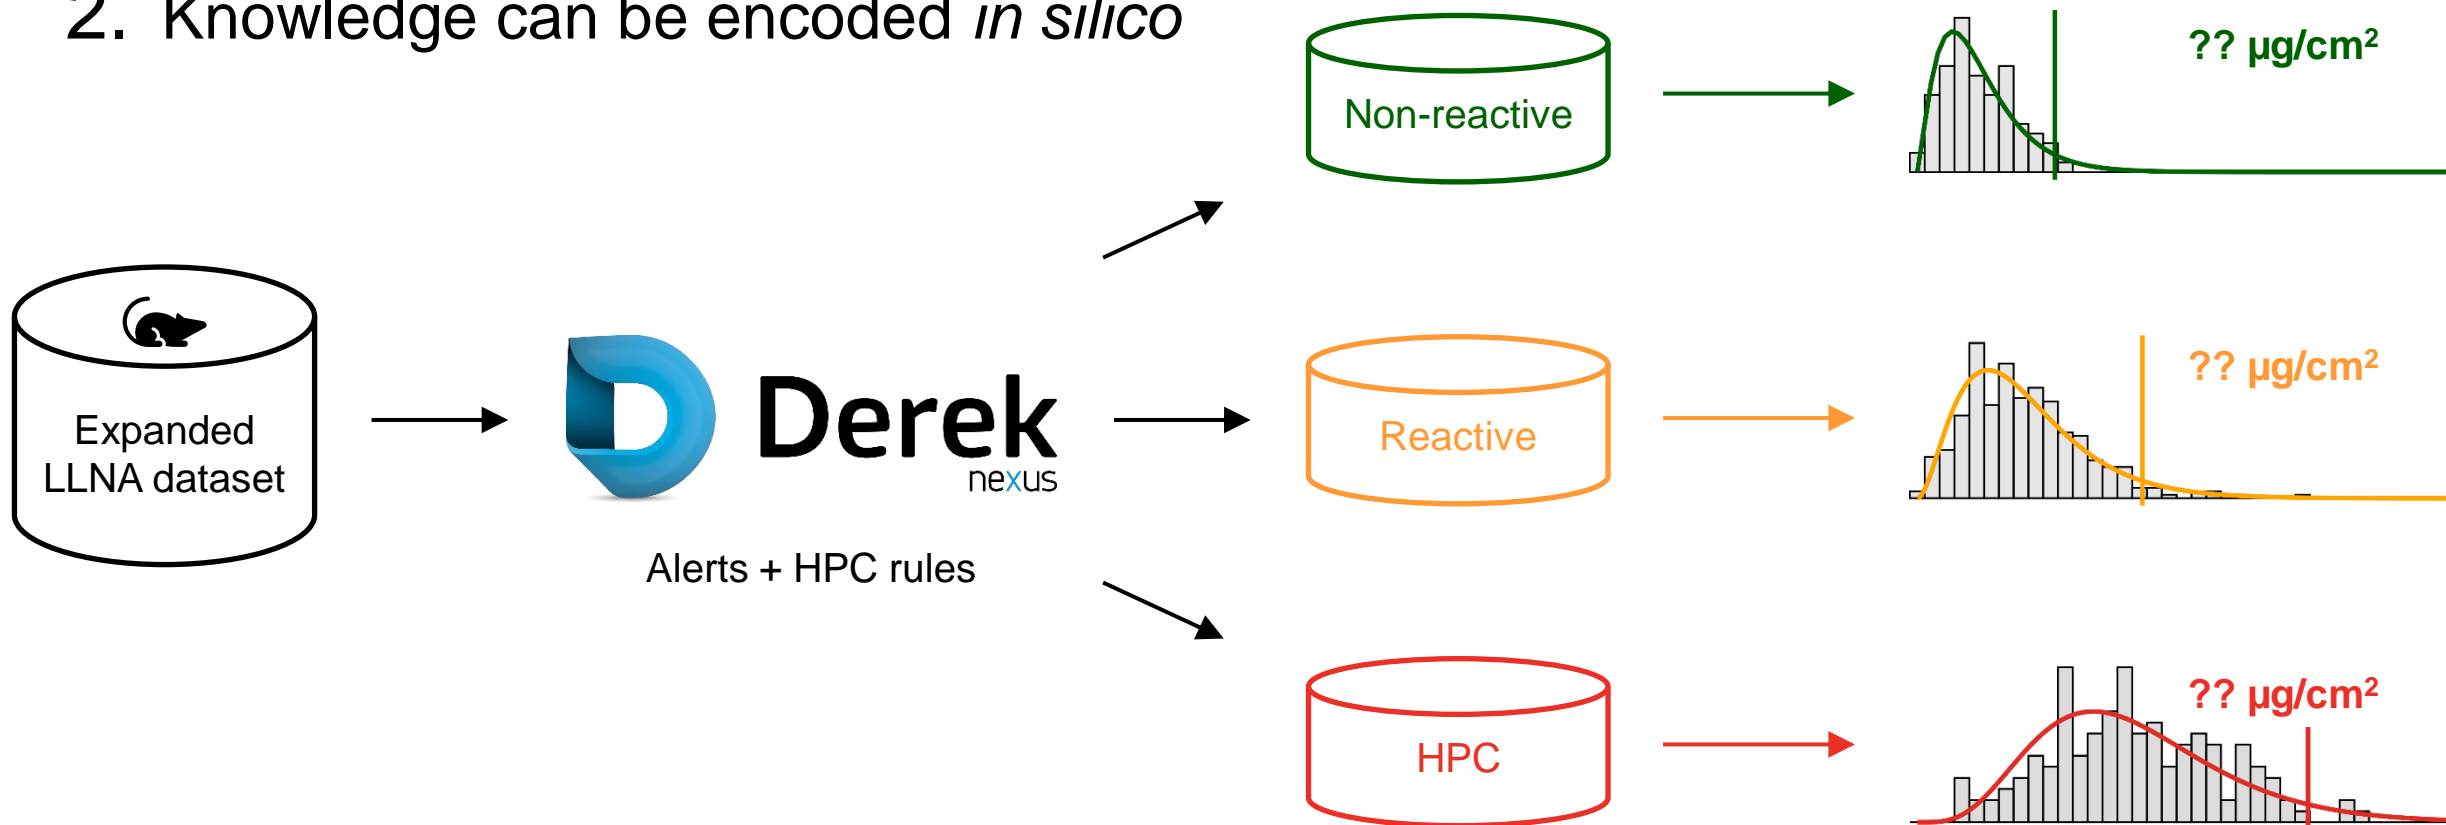 2. Knowledge can be encoded in silico
Non-reactive
?? µg/cm²
Expanded
LLNA dataset
Derek
nexus
Alerts + HPC rules
Reactive
?? µg/cm²
HPC
?? µg/cm²